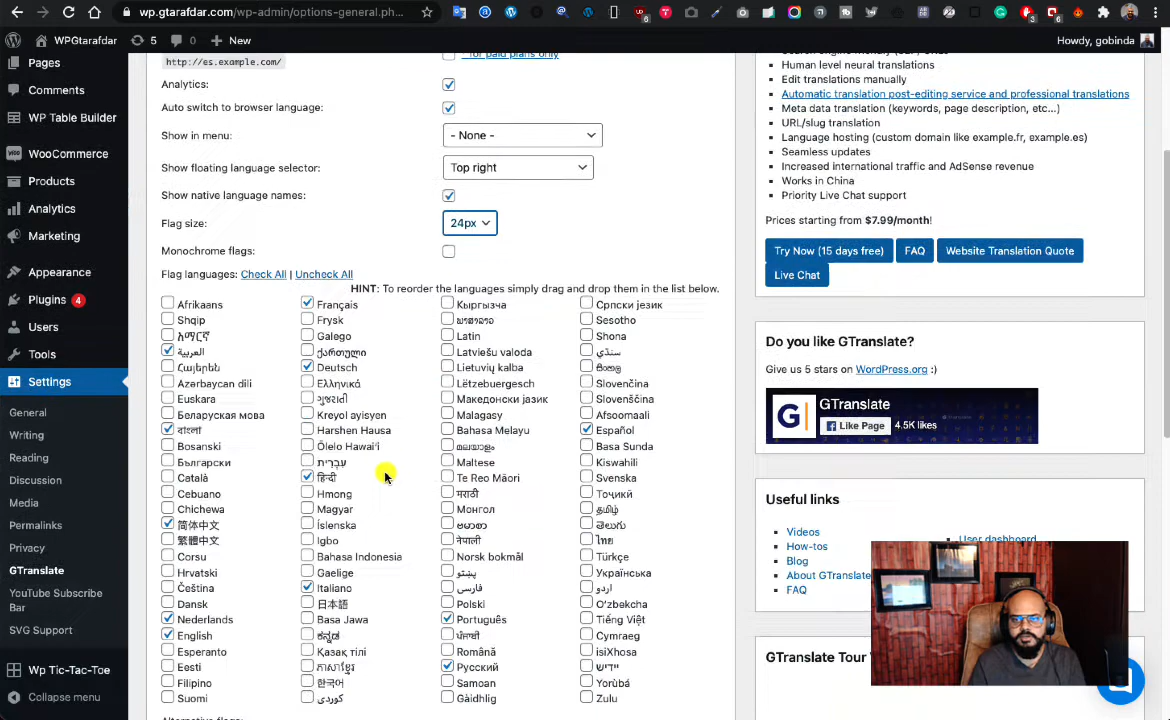 wp.gtarafdar.com/wp-admin/options-general.ph...
WPGtarafdar
5
0
New
Howdy, gobinda
Pages
Comments
WP Table Builder
WooCommerce
Products
Analytics
Marketing
Appearance
Plugins 4
Users
Tools
Settings
General
Writing
Reading
Discussion
Media
Permalinks
Privacy
GTranslate
YouTube Subscribe
Bar
SVG Support
Wp Tic-Tac-Toe
Collapse menu
http://es.example.com/
* for paid plans only
Analytics:
Auto switch to browser language:
Show in menu:
- None -
Show floating language selector:
Top right
Show native language names:
Flag size:
24px
Monochrome flags:
Flag languages: Check All | Uncheck All
HINT: To reorder the languages simply drag and drop them in the list below.
Afrikaans
Shqip
አማርኛ
العربية
Հայերեն
Azərbaycan dili
Euskara
Беларуская мова
বাংলা
Bosanski
Български
Català
Cebuano
Chichewa
简体中文
繁體中文
Corsu
Hrvatski
Čeština‎
Dansk
Nederlands
English
Esperanto
Eesti
Filipino
Suomi
Français
Frysk
Galego
ქართული
Deutsch
Ελληνικά
ગુજરાતી
Kreyol ayisyen
Harshen Hausa
Ōlelo Hawaiʻi
עִבְרִית
हिन्दी
Hmong
Magyar
Íslenska
Igbo
Bahasa Indonesia
Gaelige
Italiano
日本語
Basa Jawa
ಕನ್ನಡ
Қазақ тілі
ភាសាខ្មែរ
한국어
كوردی
Кыргызча
ພາສາລາວ
Latin
Latviešu valoda
Lietuvių kalba
Lëtzebuergesch
Македонски јазик
Malagasy
Bahasa Melayu
മലയാളം
Maltese
Te Reo Māori
मराठी
Монгол
ဗမာစာ
नेपाली
Norsk bokmål
پښتو
فارسی
Polski
Português
ਪੰਜਾਬੀ
Română
Русский
Samoan
Gàidhlig
Српски језик
Sesotho
Shona
سنڌي
සිංහල
Slovenčina
Slovenščina
Afsoomaali
Español
Basa Sunda
Kiswahili
Svenska
Тоҷикӣ
தமிழ்
తెలుగు
ไทย
Türkçe
Українська
اردو
O‘zbekcha
Tiếng Việt
Cymraeg
isiXhosa
יידיש
Yorùbá
Zulu
Human level neural translations
Edit translations manually
Automatic translation post-editing service and professional translations
Meta data translation (keywords, page description, etc...)
URL/slug translation
Language hosting (custom domain like example.fr, example.es)
Seamless updates
Increased international traffic and AdSense revenue
Works in China
Priority Live Chat support
Prices starting from $7.99/month!
Try Now (15 days free)
FAQ
Website Translation Quote
Live Chat
Do you like GTranslate?
Give us 5 stars on WordPress.org :)
GTranslate
Like Page
4.5K likes
Useful links
Videos
How-tos
Blog
About GTranslate
FAQ
User dashboard
GTranslate Tour